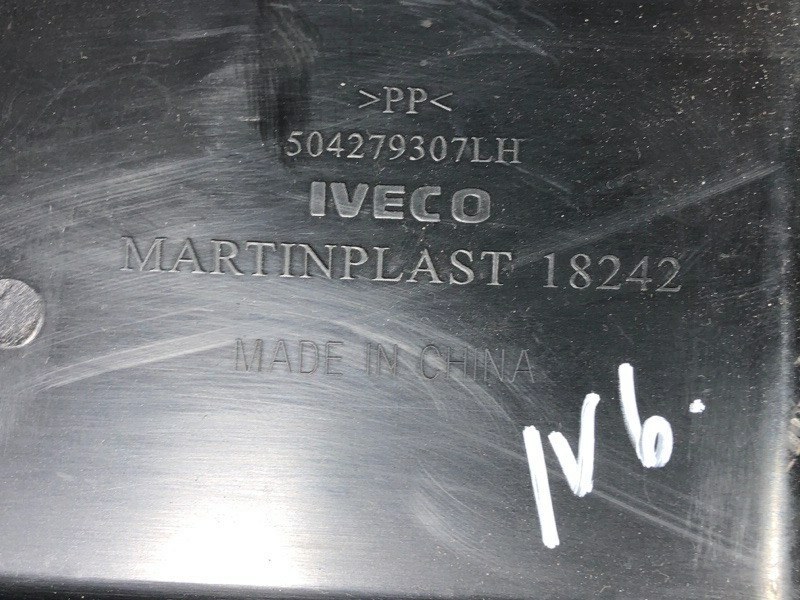 >PP<
504279307LH
IVECO
MARTINPLAST 18242
MADE IN CHINA
IV6.